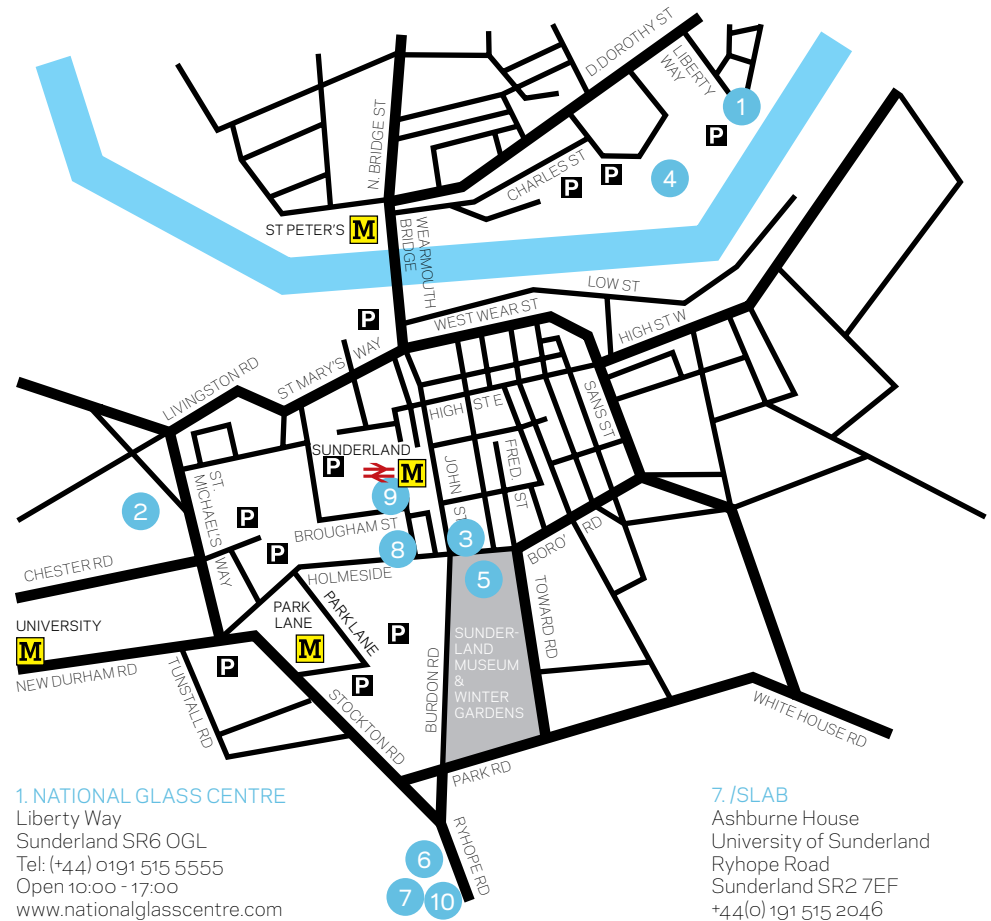 D.DOROTHY ST
LIBERTY
WAY
1
P
N. BRIDGE ST
CHARLES ST
P
P
4
ST PETER'S
M
WEARMOUTH
BRIDGE
LOW ST
P
WEST WEAR ST
HIGH ST W
LIVINGSTON RD
ST MARY'S WAY
HIGH ST E
SANS ST
SUNDERLAND
P
M
9
JOHN ST
FRED. ST
ST.
MICHAEL'S WAY
2
P
BROUGHAM ST
3
8
BORO' RD
P
CHESTER RD
HOLMESIDE
5
PARK
LANE
M
PARK LANE
TOWARD RD
UNIVERSITY
M
P
SUNDER-
LAND
MUSEUM
&
WINTER
GARDENS
NEW DURHAM RD
P
TUNSTALL RD
P
STOCKTON RD
BURDON RD
WHITE HOUSE RD
PARK RD
RYHOPE RD
6
7
10
1. NATIONAL GLASS CENTRE
Liberty Way
Sunderland SR6 0GL
Tel: (+44) 0191 515 5555
Open 10:00 - 17:00
www.nationalglasscentre.com
7. /SLAB
Ashburne House
University of Sunderland
Ryhope Road
Sunderland SR2 7EF
+44(0) 191 515 2046